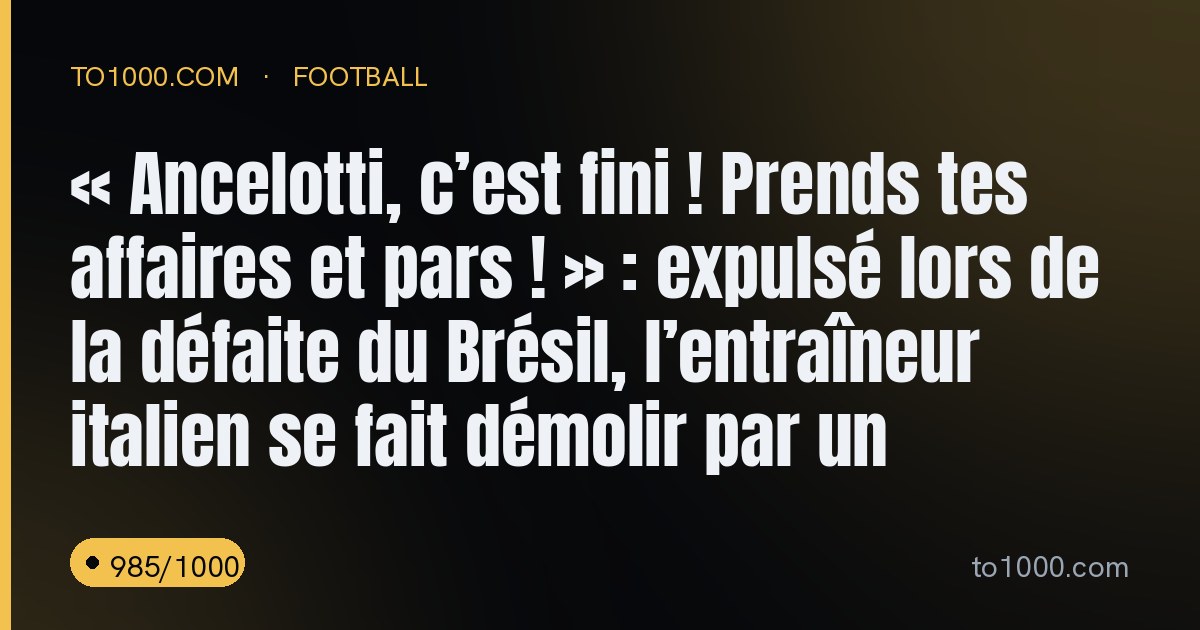 TO1000.COM · FOOTBALL
« Ancelotti, c’est fini ! Prends tes
affaires et pars ! » : expulsé lors de
la défaite du Brésil, l’entraîneur
italien se fait démolir par un
985/1000
to1000.com